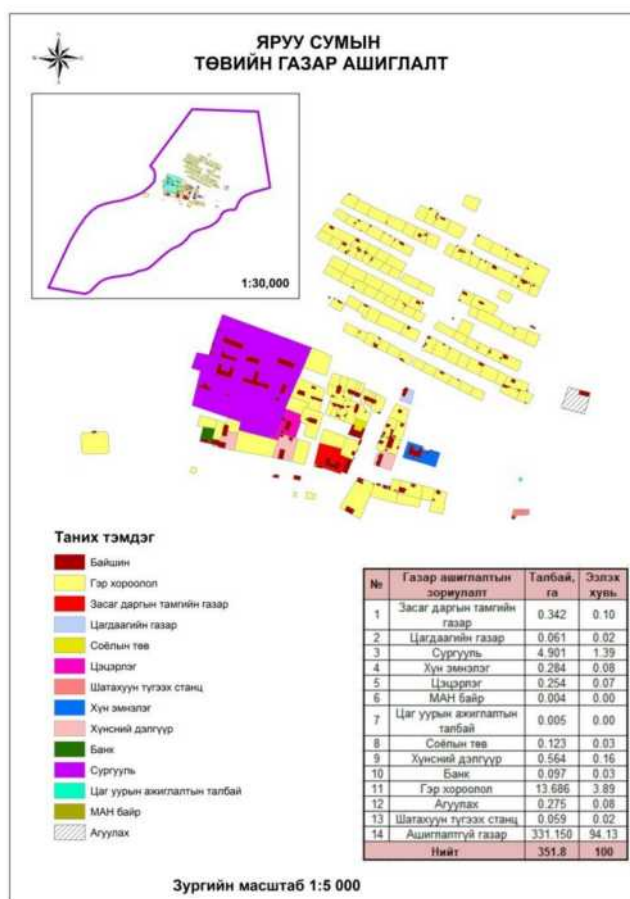 ЯРУУ СУМЫН
ТӨВИЙН ГАЗАР АШИГЛАЛТ
1:30,000
Таних тэмдэг
Байшин
Гэр хороолол
Засаг даргын тамгийн газар
Цагдаагийн газар
Соёлын төв
Цэцэрлэг
Шатахуун түгээх станц
Хүн эмнэлэг
Хүнсний дэлгүүр
Банк
Сургууль
Цаг уурын ажиглалтын талбай
МАН байр
Агуулах
№ Газар ашиглалтын зориулалт Талбай, га Эзлэх хувь
1 Засаг даргын тамгийн газар 0.342 0.10
2 Цагдаагийн газар 0.061 0.02
3 Сургууль 4.901 1.39
4 Хүн эмнэлэг 0.284 0.08
5 Цэцэрлэг 0.254 0.07
6 МАН байр 0.004 0.00
7 Цаг уурын ажиглалтын талбай 0.005 0.00
8 Соёлын төв 0.123 0.03
9 Хүнсний дэлгүүр 0.564 0.16
10 Банк 0.097 0.03
11 Гэр хороолол 13.686 3.89
12 Агуулах 0.275 0.08
13 Шатахуун түгээх станц 0.059 0.02
14 Ашиглалтгүй газар 331.150 94.13
Нийт 351.8 100
Зургийн масштаб 1:5 000